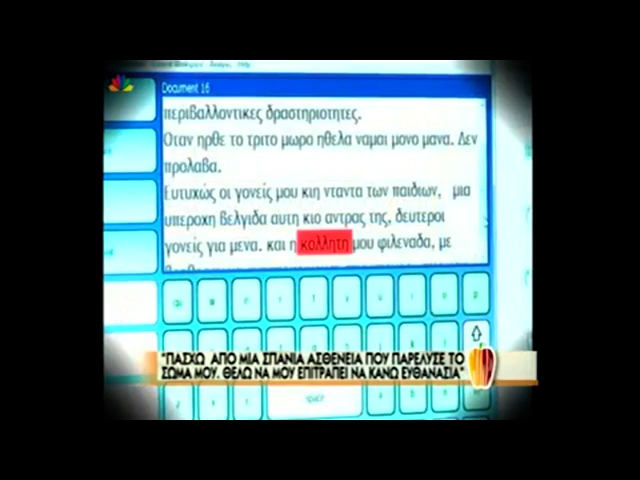 Document 16
περιβαλλοντικες δραστηριοτητες.
Οταν ηρθε το τριτο μωρο ηθελα ναμαι μονο μανα. Δεν
προλαβα.
Ευτυχώς οι γονείς μου κιη νταντα των παιδιων, μια
υπεροχη βελγιδα αυτη κιο αντρας της, δευτεροι
γονείς για μενα. και η κολλητη μου φιλεναδα, με
"ΠΑΣΧΩ ΑΠΟ ΜΙΑ ΣΠΑΝΙΑ ΑΣΘΕΝΕΙΑ ΠΟΥ ΠΑΡΕΛΥΣΕ ΤΟ
ΣΩΜΑ ΜΟΥ. ΘΕΛΩ ΝΑ ΜΟΥ ΕΠΙΤΡΑΠΕΙ ΝΑ ΚΑΝΩ ΕΥΘΑΝΑΣΙΑ"